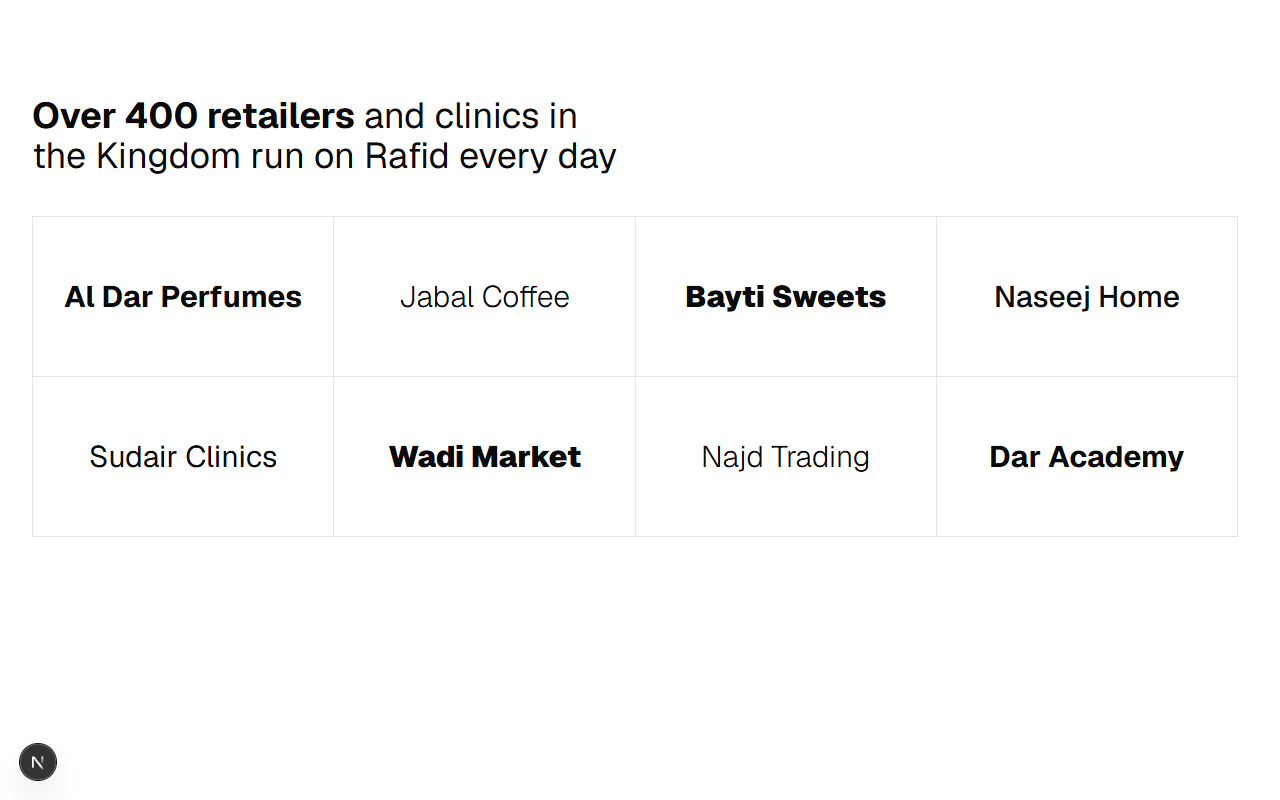 Over 400 retailers and clinics in
the Kingdom run on Rafid every day
Al Dar Perfumes
Jabal Coffee
Bayti Sweets
Naseej Home
Sudair Clinics
Wadi Market
Najd Trading
Dar Academy
N